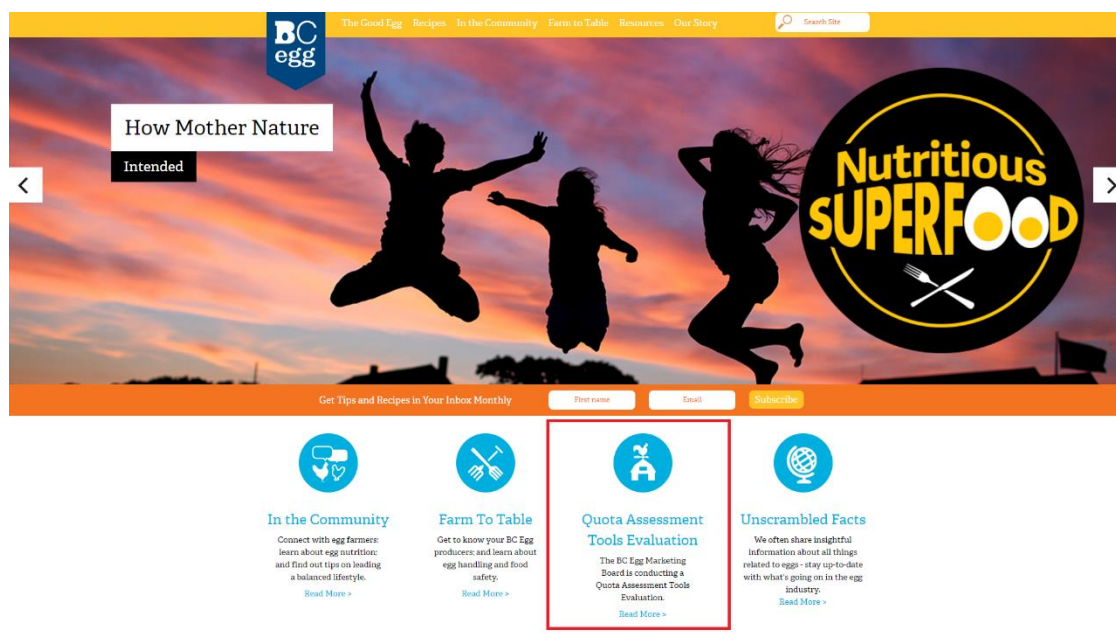 BC
egg
The Good Egg Recipes In the Community Farm to Table Resources Our Story
Search Site
How Mother Nature
Intended
Nutritious
SUPERFOOD
Get Tips and Recipes in Your Inbox Monthly
First name
Email
Subscribe
In the Community
Connect with egg farmers;
learn about egg nutrition;
and find out tips on leading
a balanced lifestyle.
Read More >
Farm To Table
Get to know your BC Egg
producers; and learn about
egg handling and food
safety.
Read More >
Quota Assessment
Tools Evaluation
The BC Egg Marketing
Board is conducting a
Quota Assessment Tools
Evaluation.
Read More >
Unscrambled Facts
We often share insightful
information about all things
related to eggs - stay up-to-date
with what's going on in the egg
industry.
Read More >